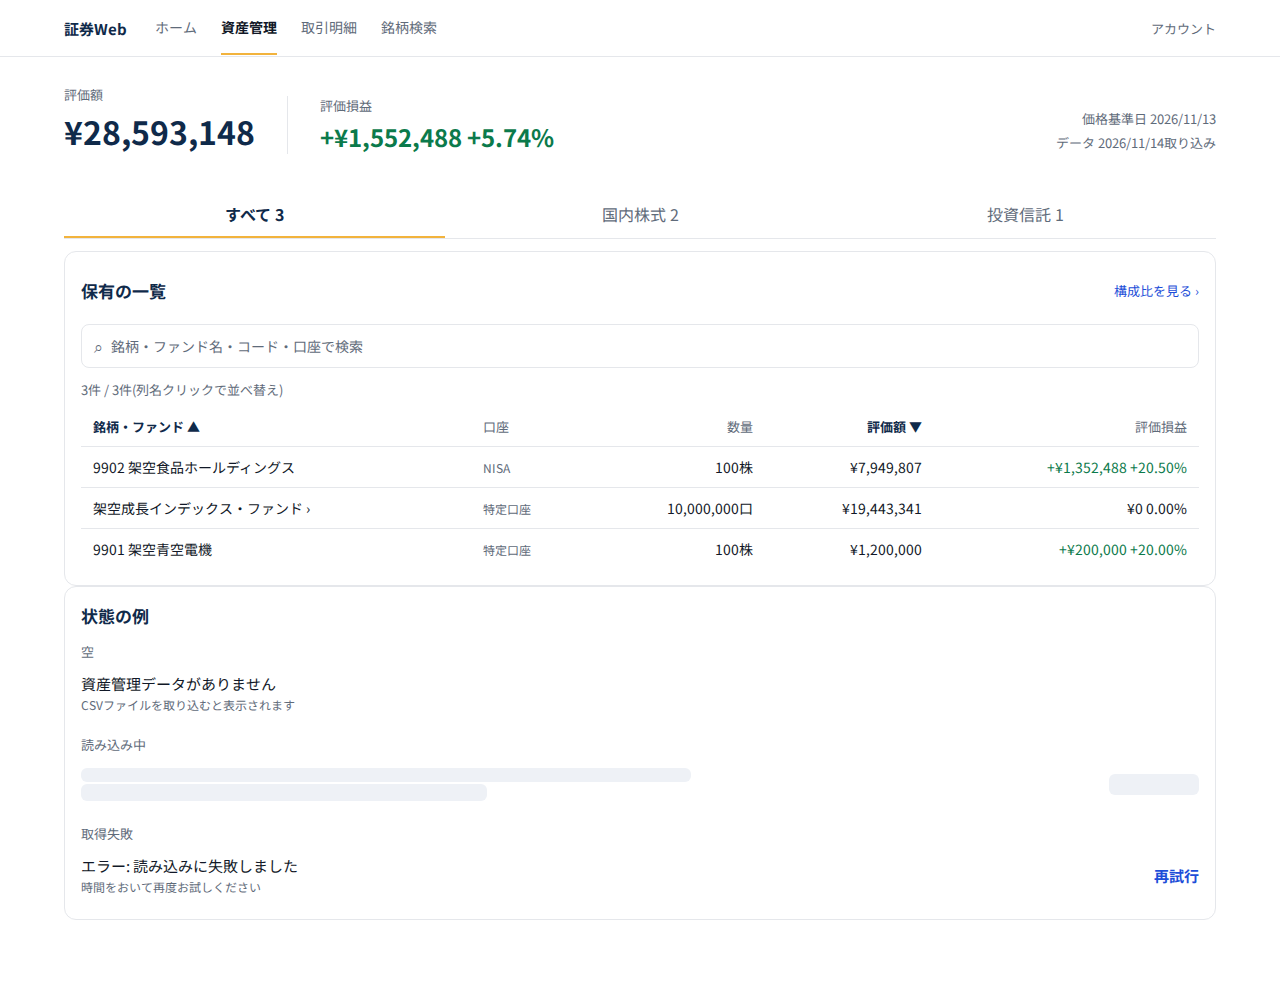 証券Web ホーム 資産管理 取引明細 銘柄検索 アカウント
評価額
¥28,593,148
評価損益
+¥1,552,488 +5.74%
価格基準日 2026/11/13
データ 2026/11/14取り込み
すべて 3 国内株式 2 投資信託 1
保有の一覧 構成比を見る ›
⌕ 銘柄・ファンド名・コード・口座で検索
3件 / 3件(列名クリックで並べ替え)
銘柄・ファンド ▲ 口座 数量 評価額 ▼ 評価損益
9902 架空食品ホールディングス NISA 100株 ¥7,949,807 +¥1,352,488 +20.50%
架空成長インデックス・ファンド › 特定口座 10,000,000口 ¥19,443,341 ¥0 0.00%
9901 架空青空電機 特定口座 100株 ¥1,200,000 +¥200,000 +20.00%
状態の例
空
資産管理データがありません
CSVファイルを取り込むと表示されます
読み込み中
取得失敗
エラー: 読み込みに失敗しました
時間をおいて再度お試しください
再試行